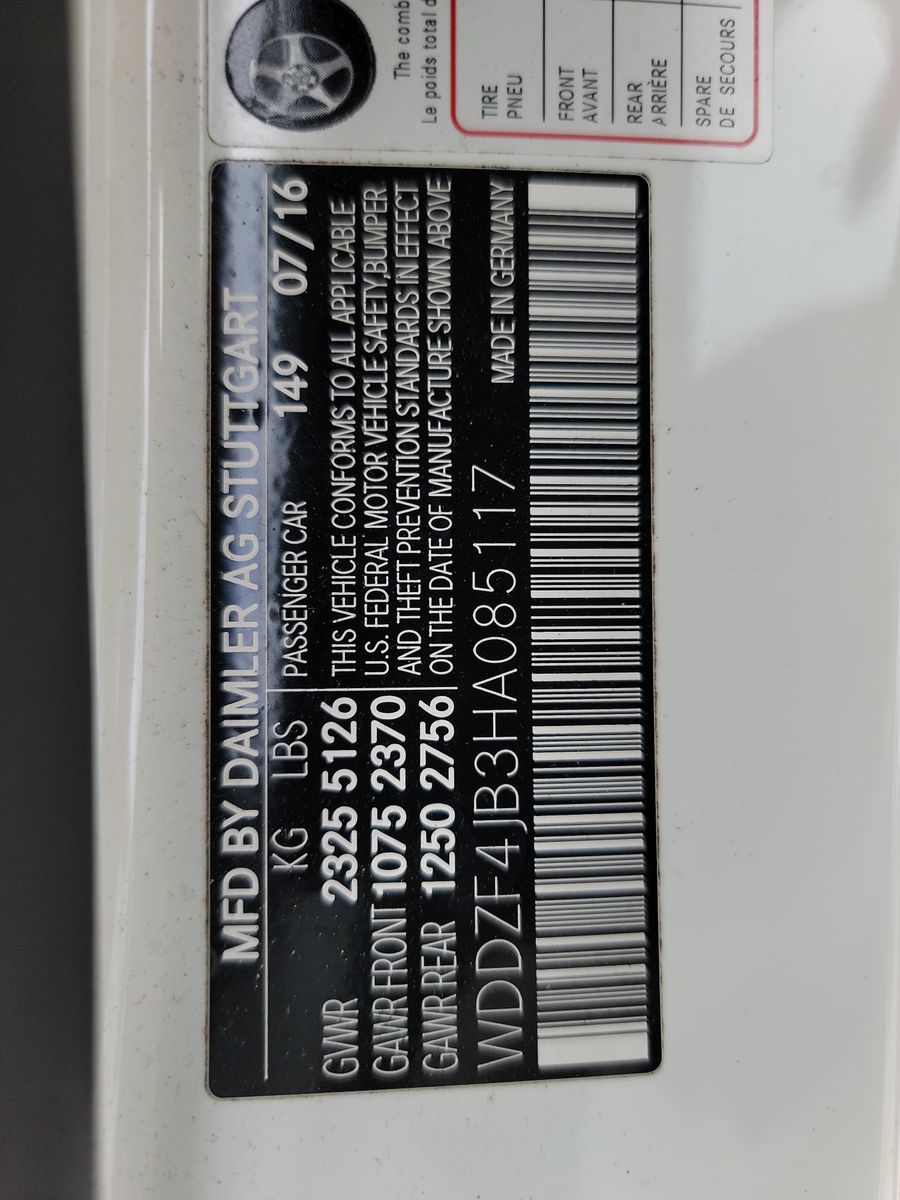 The comb
Le poids total d
TIRE
PNEU
FRONT
AVANT
REAR
ARRIÈRE
SPARE
DE SECOURS
MFD BY DAIMLER AG STUTTGART
KG LBS PASSENGER CAR 149 07/16
GVWR 2325 5126 THIS VEHICLE CONFORMS TO ALL APPLICABLE
GAWR FRONT 1075 2370 U.S. FEDERAL MOTOR VEHICLE SAFETY,BUMPER
AND THEFT PREVENTION STANDARDS IN EFFECT
GAWR REAR 1250 2756 ON THE DATE OF MANUFACTURE SHOWN ABOVE
WDDZF4JB3HA085117 MADE IN GERMANY